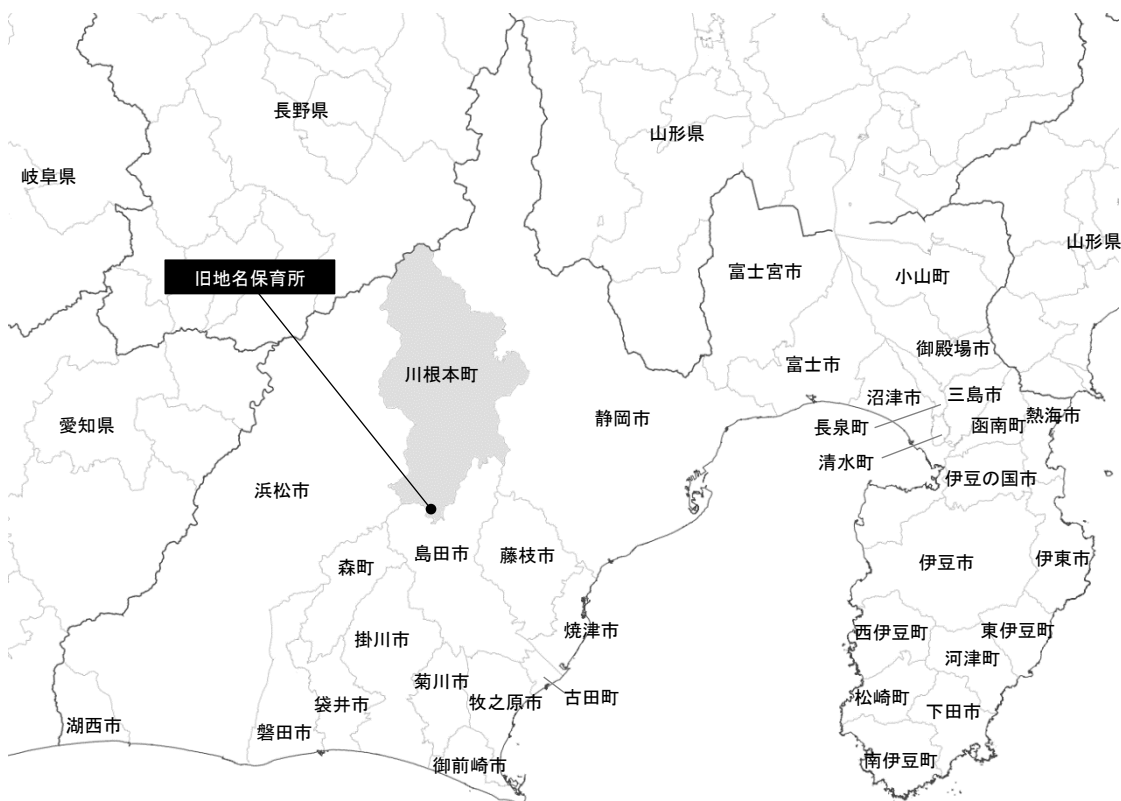 長野県
山形県
岐阜県
山形県
旧地名保育所
富士宮市
小山町
川根本町
御殿場市
富士市
沼津市
三島市
愛知県
静岡市
長泉町
函南町
熱海市
清水町
浜松市
伊豆の国市
島田市
藤枝市
森町
伊豆市
伊東市
掛川市
焼津市
西伊豆町
東伊豆町
河津町
菊川市
牧之原市
古田町
袋井市
松崎町
下田市
湖西市
磐田市
御前崎市
南伊豆町